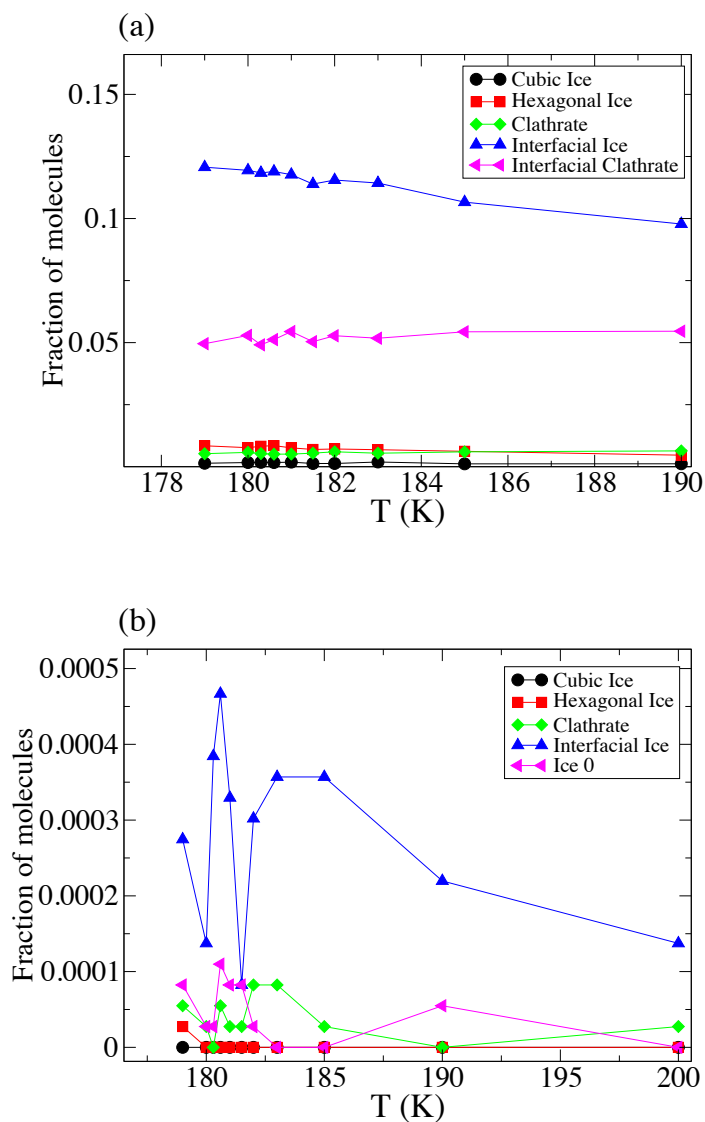 (a)
Fraction of molecules
0.15
0.1
0.05
Cubic Ice
Hexagonal Ice
Clathrate
Interfacial Ice
Interfacial Clathrate
178 180 182 184 186 188 190
T (K)
(b)
Fraction of molecules
0.0005
0.0004
0.0003
0.0002
0.0001
0
Cubic Ice
Hexagonal Ice
Clathrate
Interfacial Ice
Ice 0
180 185 190 195 200
T (K)